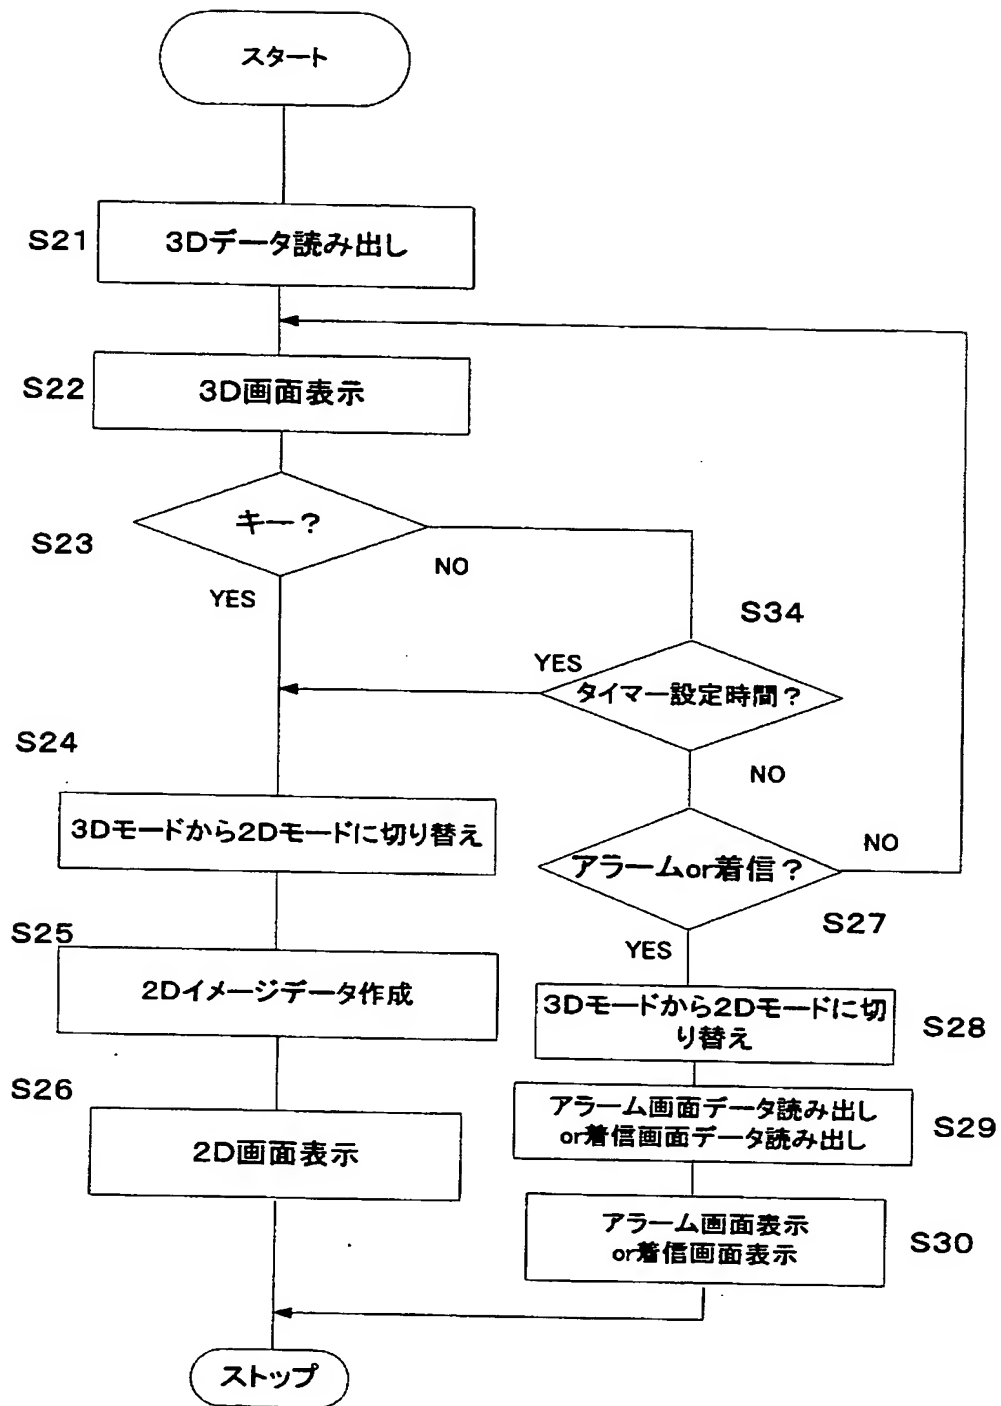 スタート
S21
3Dデータ読み出し
S22
3D画面表示
S23
キー?
NO
YES
S34
YES
タイマー設定時間?
NO
S24
3Dモードから2Dモードに切り替え
アラームor着信?
NO
S27
YES
S25
2Dイメージデータ作成
3Dモードから2Dモードに切
り替え
S28
S26
2D画面表示
アラーム画面データ読み出し
or着信画面データ読み出し
S29
アラーム画面表示
or着信画面表示
S30
ストップ